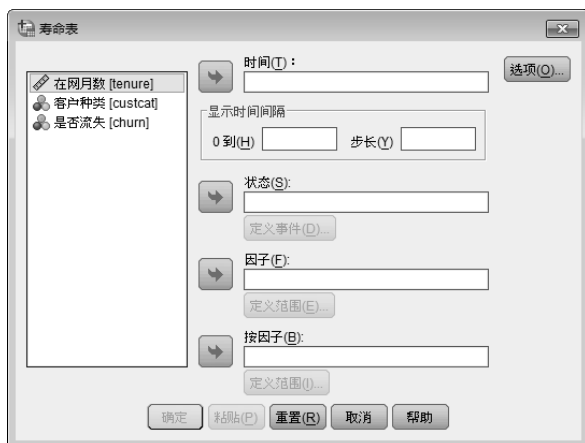 寿命表
在网月数 [tenure]
客户种类 [custcat]
是否流失 [churn]
时间(T)：
选项(O)...
显示时间间隔
0 到(H)
步长(Y)
状态(S):
定义事件(D)...
因子(F):
定义范围(E)...
按因子(B):
定义范围(I)...
确定
粘贴(P)
重置(R)
取消
帮助